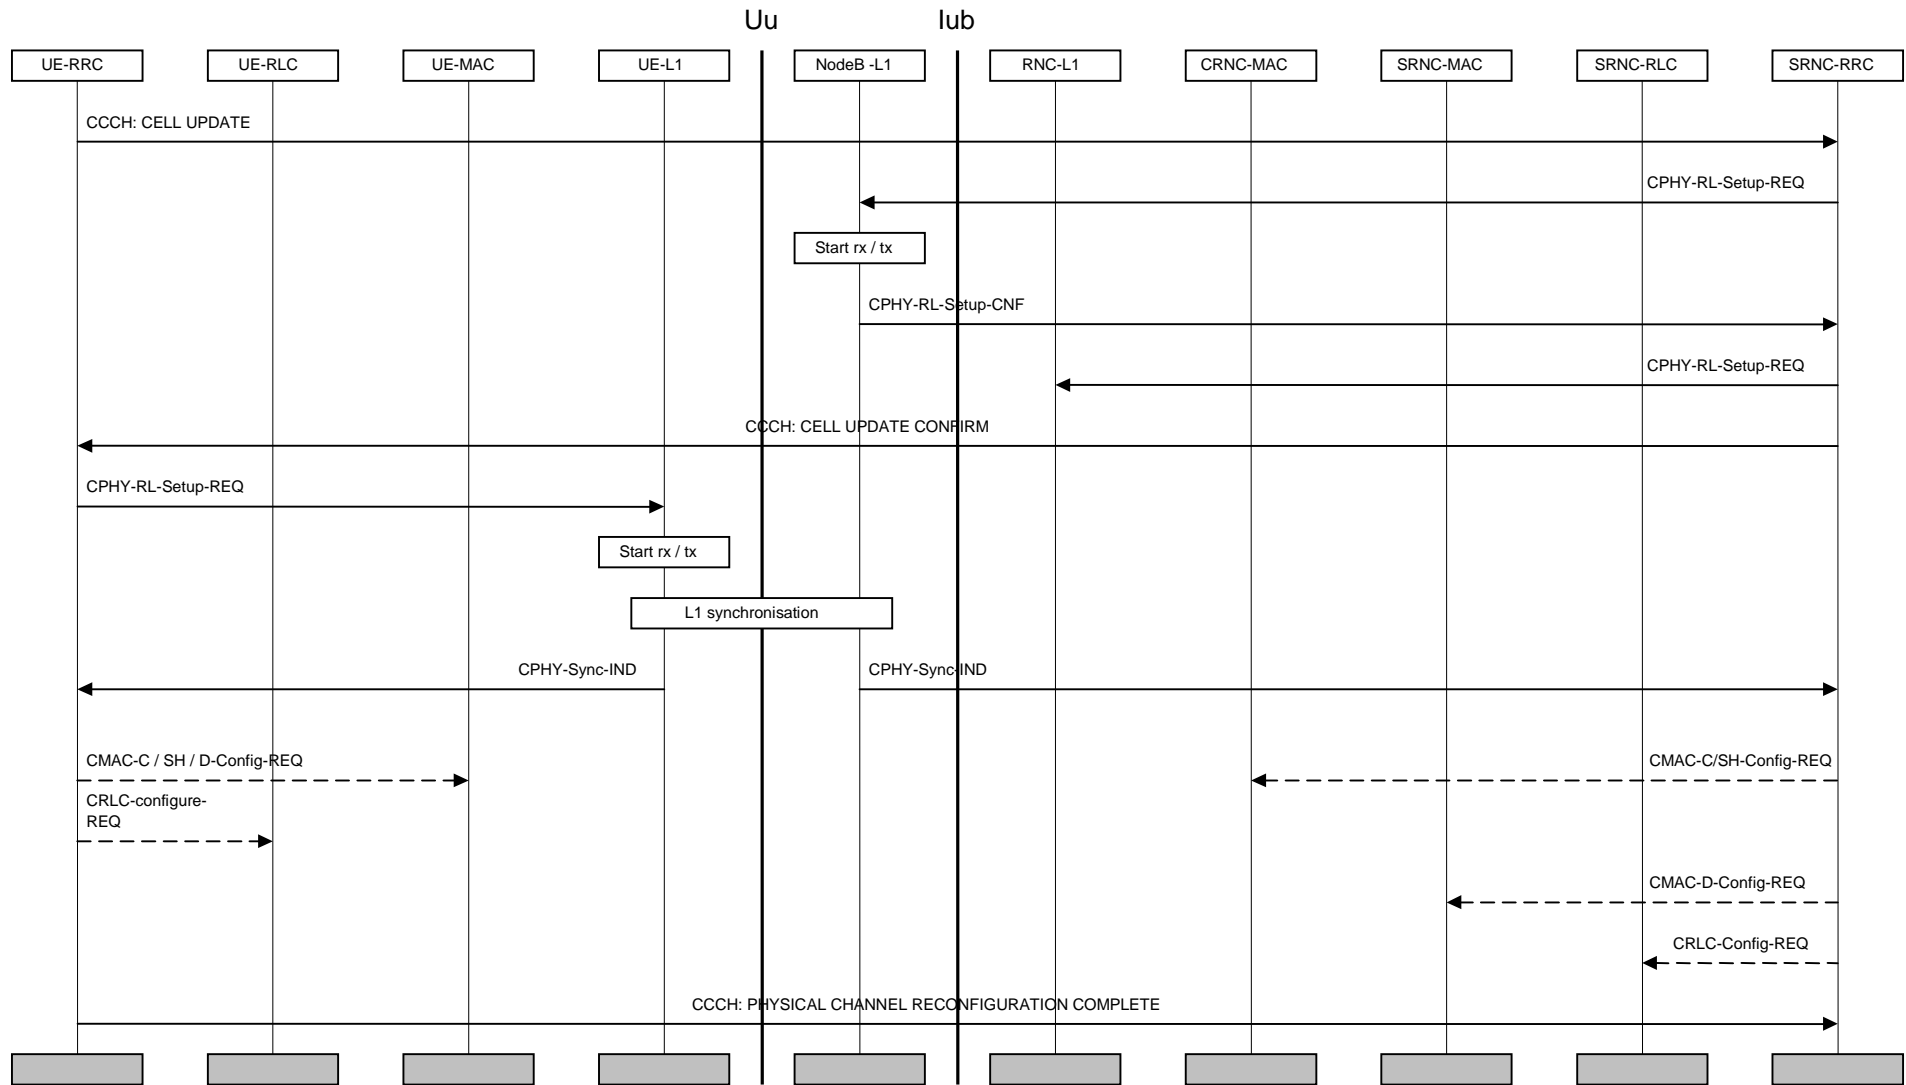 Uu
Iub
UE-RRC
UE-RLC
UE-MAC
UE-L1
NodeB -L1
RNC-L1
CRNC-MAC
SRNC-MAC
SRNC-RLC
SRNC-RRC
CCCH: CELL UPDATE
CPHY-RL-Setup-REQ
Start rx / tx
CPHY-RL-Setup-CNF
CPHY-RL-Setup-REQ
CCCH: CELL UPDATE CONFIRM
CPHY-RL-Setup-REQ
Start rx / tx
L1 synchronisation
CPHY-Sync-IND
CPHY-Sync-IND
CMAC-C / SH / D-Config-REQ
CMAC-C/SH-Config-REQ
CRLC-configure-
REQ
CMAC-D-Config-REQ
CRLC-Config-REQ
CCCH: PHYSICAL CHANNEL RECONFIGURATION COMPLETE